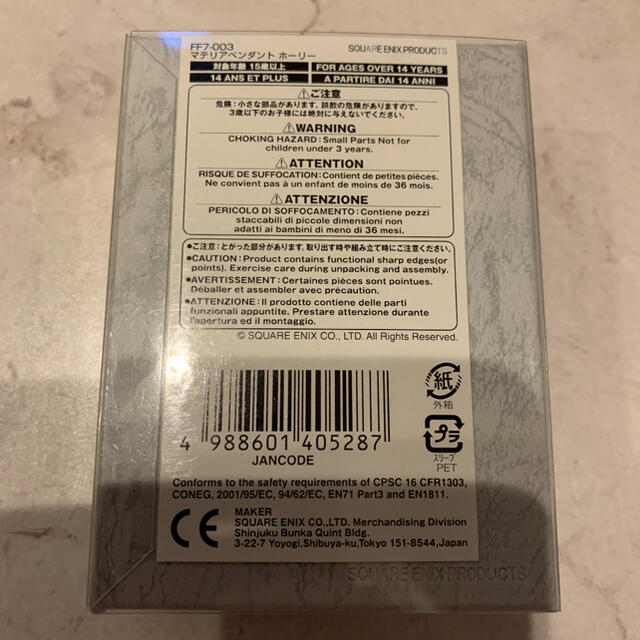 FF7-003
SQUARE ENIX PRODUCTS
マテリアペンダント ホーリー
対象年齢 15歳以上
FOR AGES OVER 14 YEARS
14 ANS ET PLUS
A PARTIRE DAI 14 ANNI
⚠ご注意
危険：小さな部品があります。誤飲の危険がありますので、
3歳以下のお子様には絶対に与えないでください。
⚠WARNING
CHOKING HAZARD：Small Parts Not for
children under 3 years.
⚠ATTENTION
RISQUE DE SUFFOCATION：Contient de petites pièces.
Ne convient pas à un enfant de moins de 36 mois.
⚠ATTENZIONE
PERICOLO DI SOFFOCAMENTO：Contiene pezzi
staccabili di piccole dimensioni non
adatti ai bambini di meno di 36 mesi.
●ご注意：とがった部分があります。取り出す時や組み立て時にご注意ください。
●CAUTION：Product contains functional sharp edges(or
points). Exercise care during unpacking and assembly.
●AVERTISSEMENT：Certaines pièces sont pointues.
Déballer et assembler avec précaution.
●ATTENZIONE：Il prodotto contiene delle parti
funzionali appuntite. Prestare attenzione durante
l'apertura ed il montaggio.
© SQUARE ENIX CO., LTD. All Rights Reserved.
紙
外箱
プラ
スリーブ
PET
4 988601 405287
JANCODE
Conforms to the safety requirements of CPSC 16 CFR1303,
CONEG, 2001/95/EC, 94/62/EC, EN71 Part3 and EN1811.
CE
MAKER
SQUARE ENIX CO.,LTD. Merchandising Division
Shinjuku Bunka Quint Bldg.
3-22-7 Yoyogi,Shibuya-ku,Tokyo 151-8544,Japan
SQUARE ENIX PRODUCTS